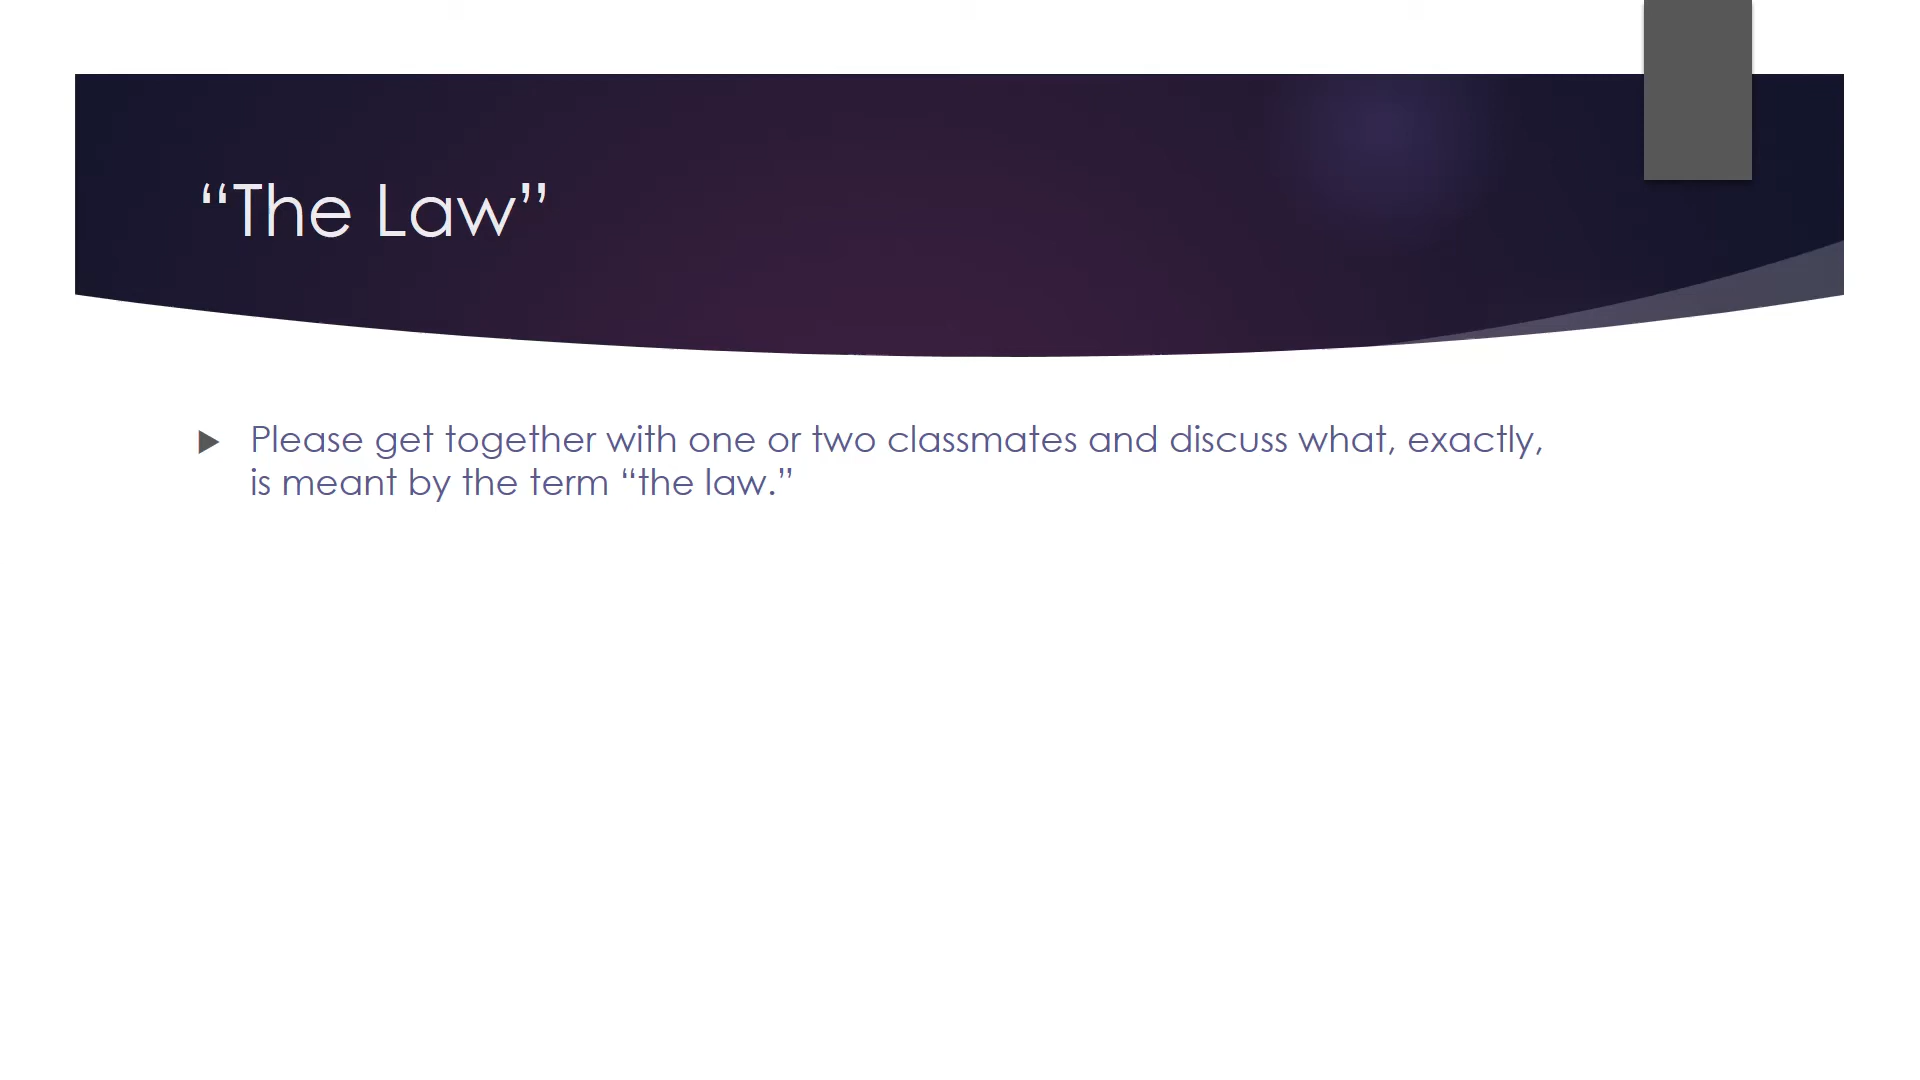 “The Law”
Please get together with one or two classmates and discuss what, exactly,
is meant by the term “the law.”